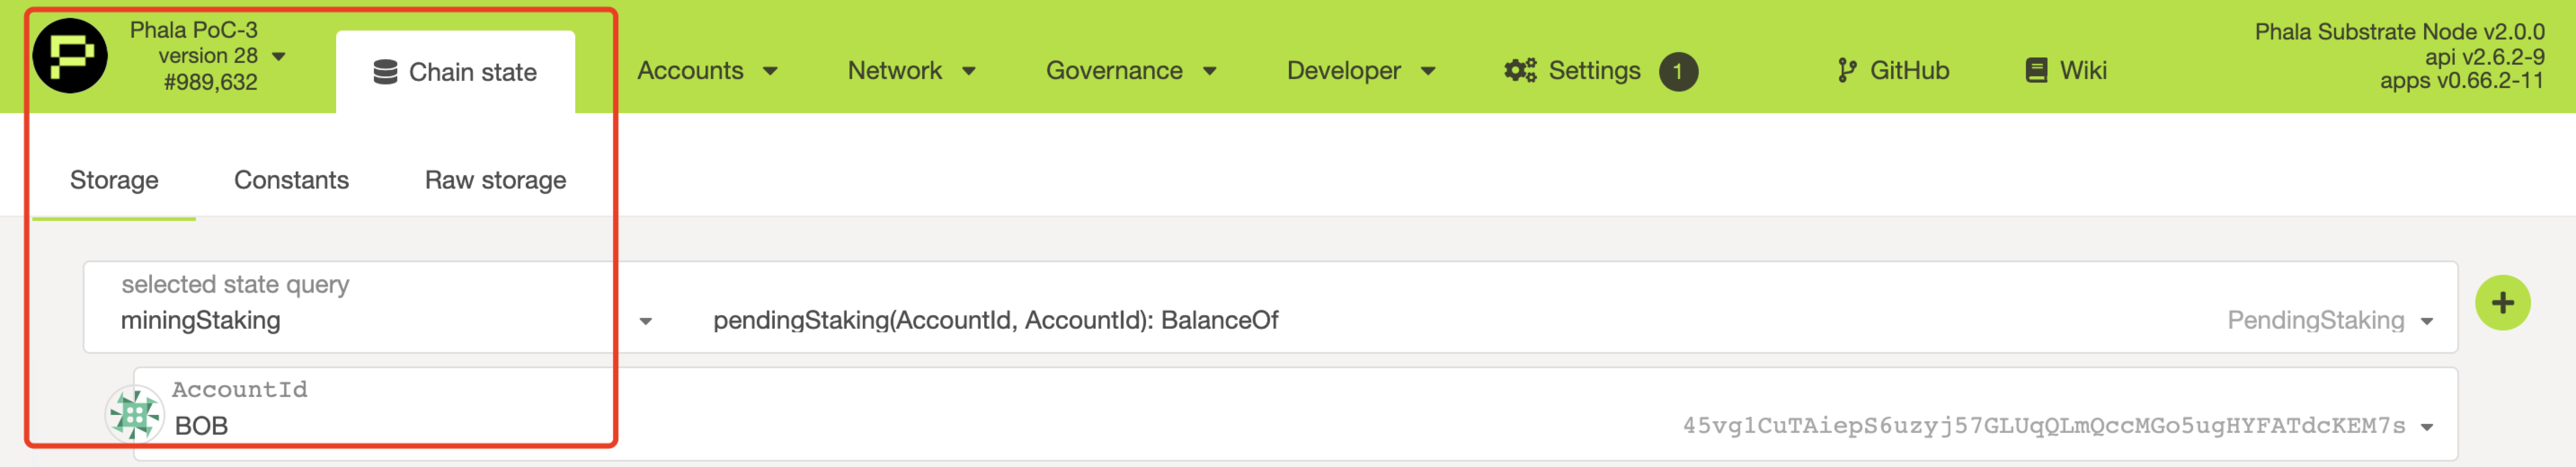 Phala PoC-3
version 28
#989,632
Chain state
Accounts
Network
Governance
Developer
Settings
1
GitHub
Wiki
Phala Substrate Node v2.0.0
api v2.6.2-9
apps v0.66.2-11
Storage
Constants
Raw storage
selected state query
miningStaking
pendingStaking(AccountId, AccountId): BalanceOf
PendingStaking
AccountId
BOB
45vg1CuTAiepS6uzyj57GLUqQLmQccMGo5ugHYFATdcKEM7s